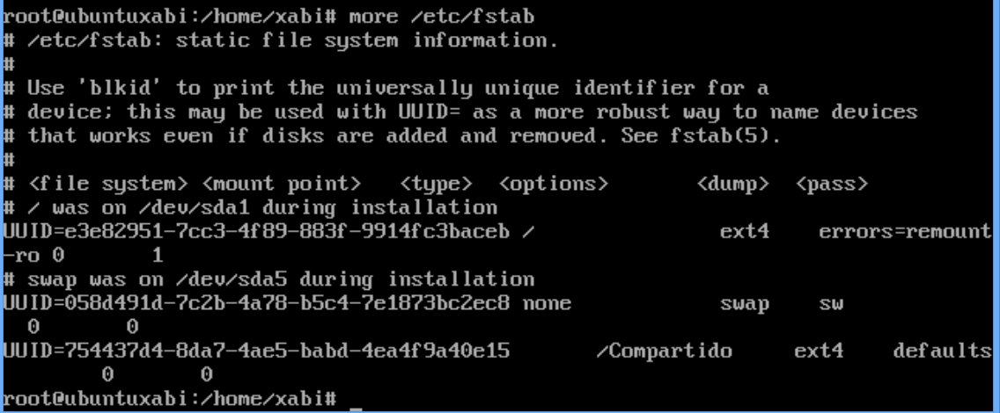 root@ubuntuxabi:/home/xabi# more /etc/fstab
# /etc/fstab: static file system information.
#
# Use 'blkid' to print the universally unique identifier for a
# device; this may be used with UUID= as a more robust way to name devices
# that works even if disks are added and removed. See fstab(5).
#
# <file system> <mount point>   <type>  <options>       <dump>  <pass>
# / was on /dev/sda1 during installation
UUID=e3e82951-7cc3-4f89-883f-9914fc3baceb /               ext4    errors=remount
-ro 0       1
# swap was on /dev/sda5 during installation
UUID=058d491d-7c2b-4a78-b5c4-7e1873bc2ec8 none            swap    sw
  0       0
UUID=754437d4-8da7-4ae5-babd-4ea4f9a40e15       /Compartido     ext4    defaults
        0       0
root@ubuntuxabi:/home/xabi# _